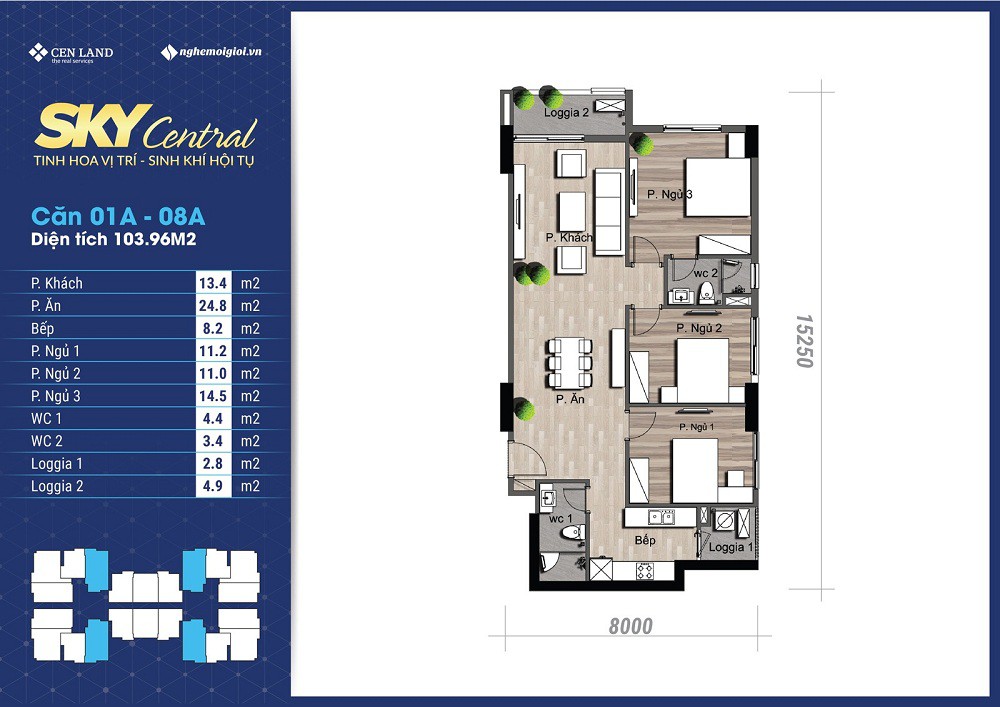 CEN LAND
the real services
nghemoigioi.vn
SKY Central
TINH HOA VỊ TRÍ - SINH KHÍ HỘI TỤ
Căn 01A - 08A
Diện tích 103.96M2
P. Khách 13.4 m2
P. Ăn 24.8 m2
Bếp 8.2 m2
P. Ngủ 1 11.2 m2
P. Ngủ 2 11.0 m2
P. Ngủ 3 14.5 m2
WC 1 4.4 m2
WC 2 3.4 m2
Loggia 1 2.8 m2
Loggia 2 4.9 m2
Loggia 2
P. Ngủ 3
P. Khách
wc 2
P. Ngủ 2
P. Ăn
P. Ngủ 1
wc 1
Bếp
Loggia 1
15250
8000